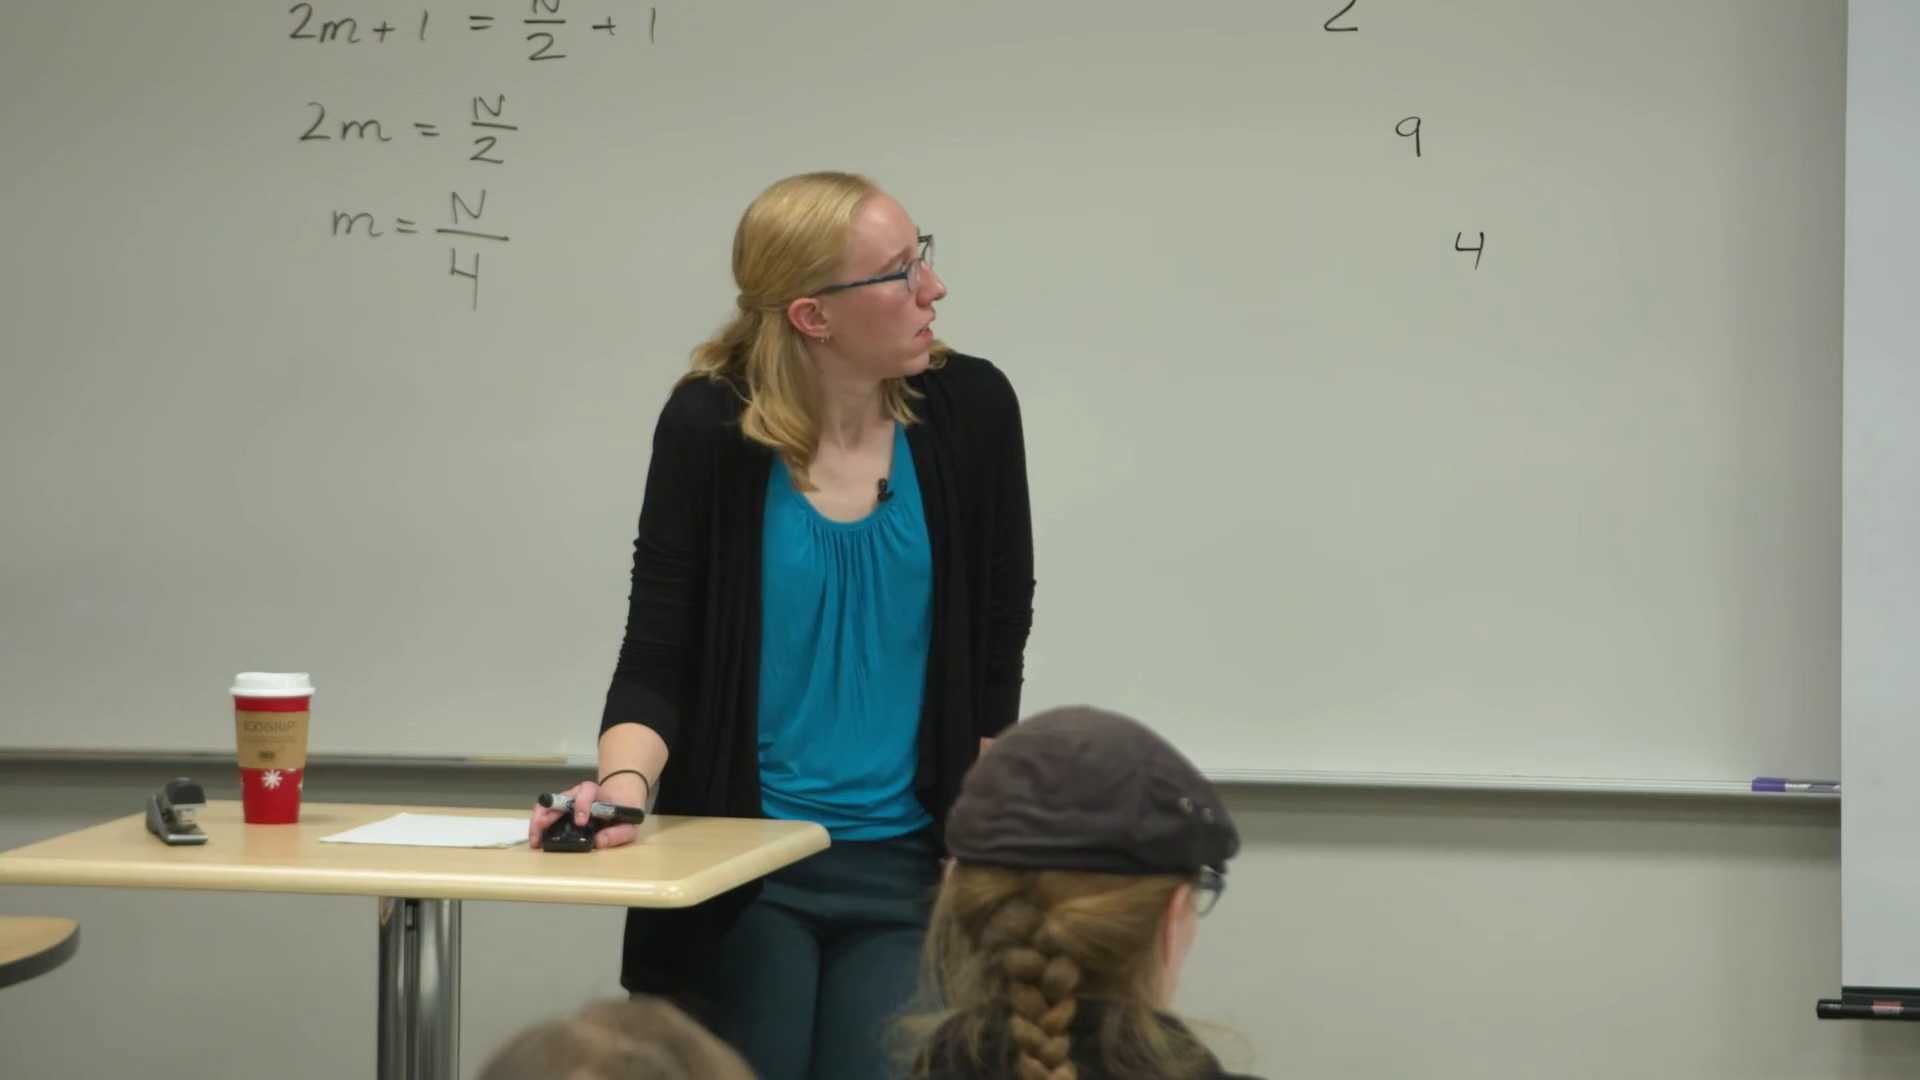 2m + 1 = N/2 + 1
2m = N/2
m = N/4
2
9
4